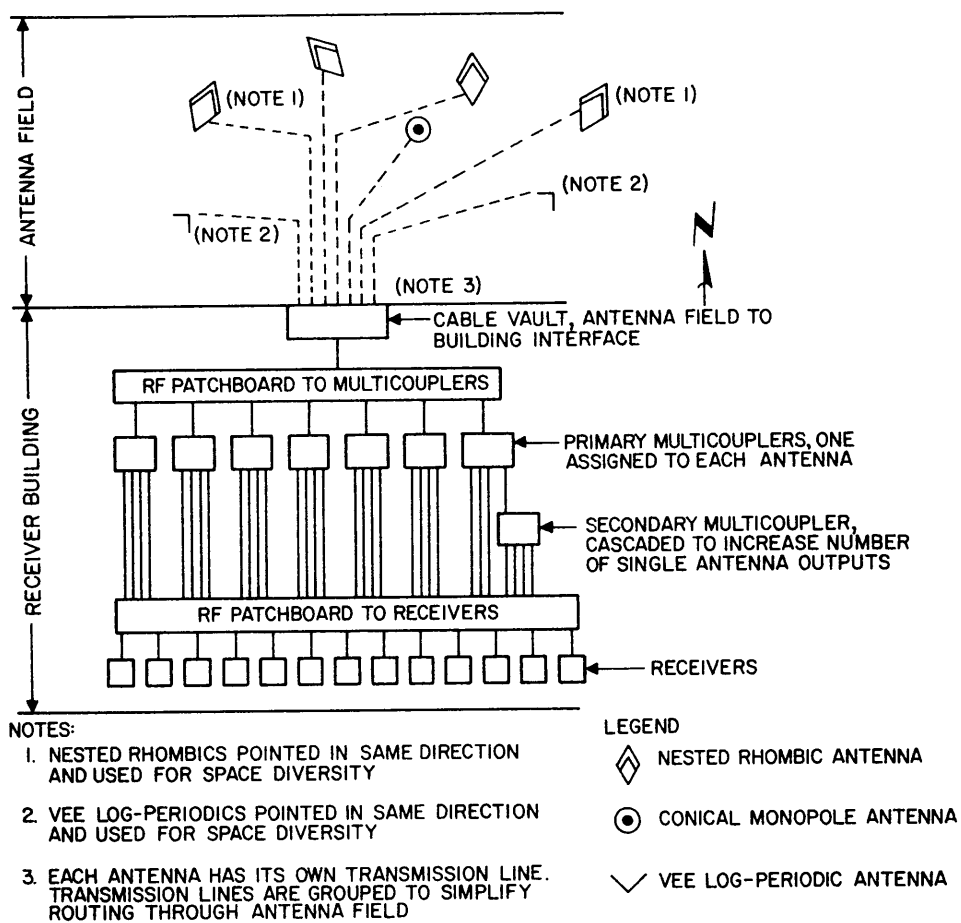 ANTENNA FIELD
(NOTE 1)
(NOTE 1)
(NOTE 2)
(NOTE 2)
N
(NOTE 3)
RECEIVER BUILDING
CABLE VAULT, ANTENNA FIELD TO
BUILDING INTERFACE
RF PATCHBOARD TO MULTICOUPLERS
PRIMARY MULTICOUPLERS, ONE
ASSIGNED TO EACH ANTENNA
SECONDARY MULTICOUPLER,
CASCADED TO INCREASE NUMBER
OF SINGLE ANTENNA OUTPUTS
RF PATCHBOARD TO RECEIVERS
RECEIVERS
NOTES:
1. NESTED RHOMBICS POINTED IN SAME DIRECTION
AND USED FOR SPACE DIVERSITY
2. VEE LOG-PERIODICS POINTED IN SAME DIRECTION
AND USED FOR SPACE DIVERSITY
3. EACH ANTENNA HAS ITS OWN TRANSMISSION LINE.
TRANSMISSION LINES ARE GROUPED TO SIMPLIFY
ROUTING THROUGH ANTENNA FIELD
LEGEND
NESTED RHOMBIC ANTENNA
CONICAL MONOPOLE ANTENNA
VEE LOG-PERIODIC ANTENNA